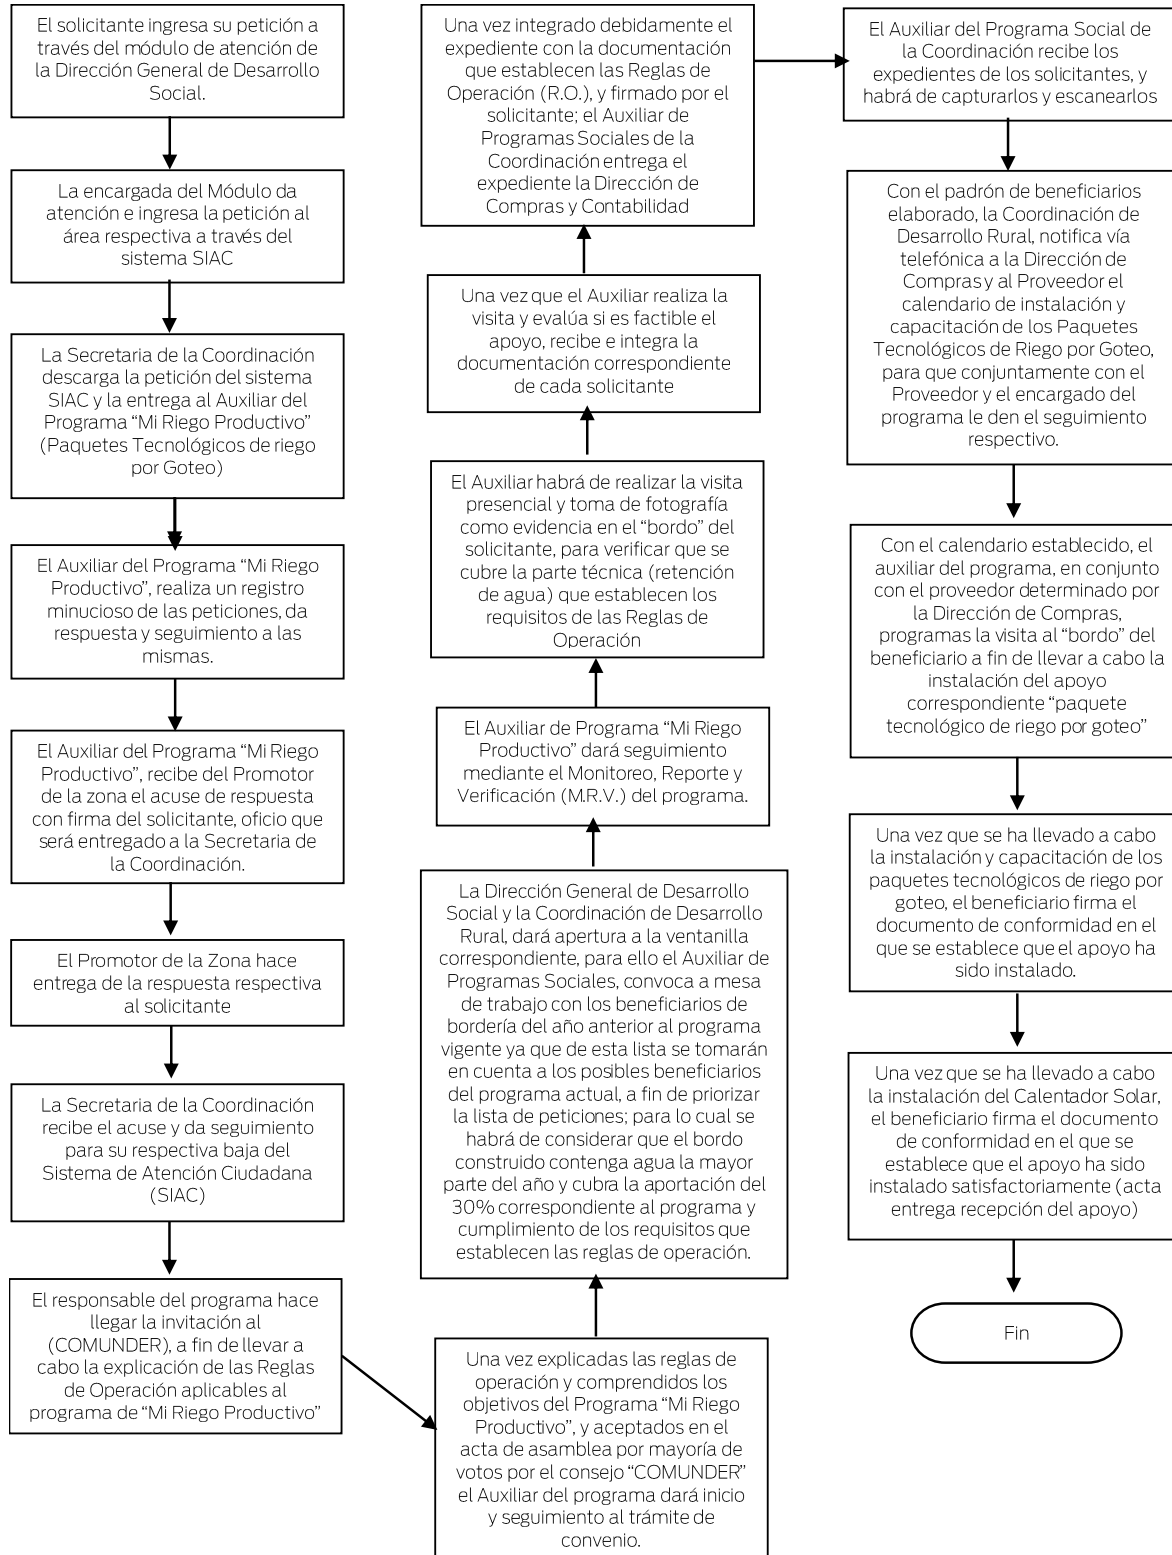 El solicitante ingresa su petición a
través del módulo de atención de
la Dirección General de Desarrollo
Social.
La encargada del Módulo da
atención e ingresa la petición al
área respectiva a través del
sistema SIAC
La Secretaria de la Coordinación
descarga la petición del sistema
SIAC y la entrega al Auxiliar del
Programa “Mi Riego Productivo”
(Paquetes Tecnológicos de riego
por Goteo)
El Auxiliar del Programa “Mi Riego
Productivo”, realiza un registro
minucioso de las peticiones, da
respuesta y seguimiento a las
mismas.
El Auxiliar del Programa “Mi Riego
Productivo”, recibe del Promotor
de la zona el acuse de respuesta
con firma del solicitante, oficio que
será entregado a la Secretaria de
la Coordinación.
El Promotor de la Zona hace
entrega de la respuesta respectiva
al solicitante
La Secretaria de la Coordinación
recibe el acuse y da seguimiento
para su respectiva baja del
Sistema de Atención Ciudadana
(SIAC)
El responsable del programa hace
llegar la invitación al
(COMUNDER), a fin de llevar a
cabo la explicación de las Reglas
de Operación aplicables al
programa de “Mi Riego Productivo”
Una vez explicadas las reglas de
operación y comprendidos los
objetivos del Programa “Mi Riego
Productivo”, y aceptados en el
acta de asamblea por mayoría de
votos por el consejo “COMUNDER”
el Auxiliar del programa dará inicio
y seguimiento al trámite de
convenio.
La Dirección General de Desarrollo
Social y la Coordinación de Desarrollo
Rural, dará apertura a la ventanilla
correspondiente, para ello el Auxiliar de
Programas Sociales, convoca a mesa
de trabajo con los beneficiarios de
bordería del año anterior al programa
vigente ya que de esta lista se tomarán
en cuenta a los posibles beneficiarios
del programa actual, a fin de priorizar
la lista de peticiones; para lo cual se
habrá de considerar que el bordo
construido contenga agua la mayor
parte del año y cubra la aportación del
30% correspondiente al programa y
cumplimiento de los requisitos que
establecen las reglas de operación.
El Auxiliar de Programa “Mi Riego
Productivo” dará seguimiento
mediante el Monitoreo, Reporte y
Verificación (M.R.V.) del programa.
El Auxiliar habrá de realizar la visita
presencial y toma de fotografía
como evidencia en el “bordo” del
solicitante, para verificar que se
cubre la parte técnica (retención
de agua) que establecen los
requisitos de las Reglas de
Operación
Una vez que el Auxiliar realiza la
visita y evalúa si es factible el
apoyo, recibe e integra la
documentación correspondiente
de cada solicitante
Una vez integrado debidamente el
expediente con la documentación
que establecen las Reglas de
Operación (R.O.), y firmado por el
solicitante; el Auxiliar de
Programas Sociales de la
Coordinación entrega el
expediente la Dirección de
Compras y Contabilidad
El Auxiliar del Programa Social de
la Coordinación recibe los
expedientes de los solicitantes, y
habrá de capturarlos y escanearlos
Con el padrón de beneficiarios
elaborado, la Coordinación de
Desarrollo Rural, notifica vía
telefónica a la Dirección de
Compras y al Proveedor el
calendario de instalación y
capacitación de los Paquetes
Tecnológicos de Riego por Goteo,
para que conjuntamente con el
Proveedor y el encargado del
programa le den el seguimiento
respectivo.
Con el calendario establecido, el
auxiliar del programa, en conjunto
con el proveedor determinado por
la Dirección de Compras,
programas la visita al “bordo” del
beneficiario a fin de llevar a cabo la
instalación del apoyo
correspondiente “paquete
tecnológico de riego por goteo”
Una vez que se ha llevado a cabo
la instalación y capacitación de los
paquetes tecnológicos de riego por
goteo, el beneficiario firma el
documento de conformidad en el
que se establece que el apoyo ha
sido instalado.
Una vez que se ha llevado a cabo
la instalación del Calentador Solar,
el beneficiario firma el documento
de conformidad en el que se
establece que el apoyo ha sido
instalado satisfactoriamente (acta
entrega recepción del apoyo)
Fin